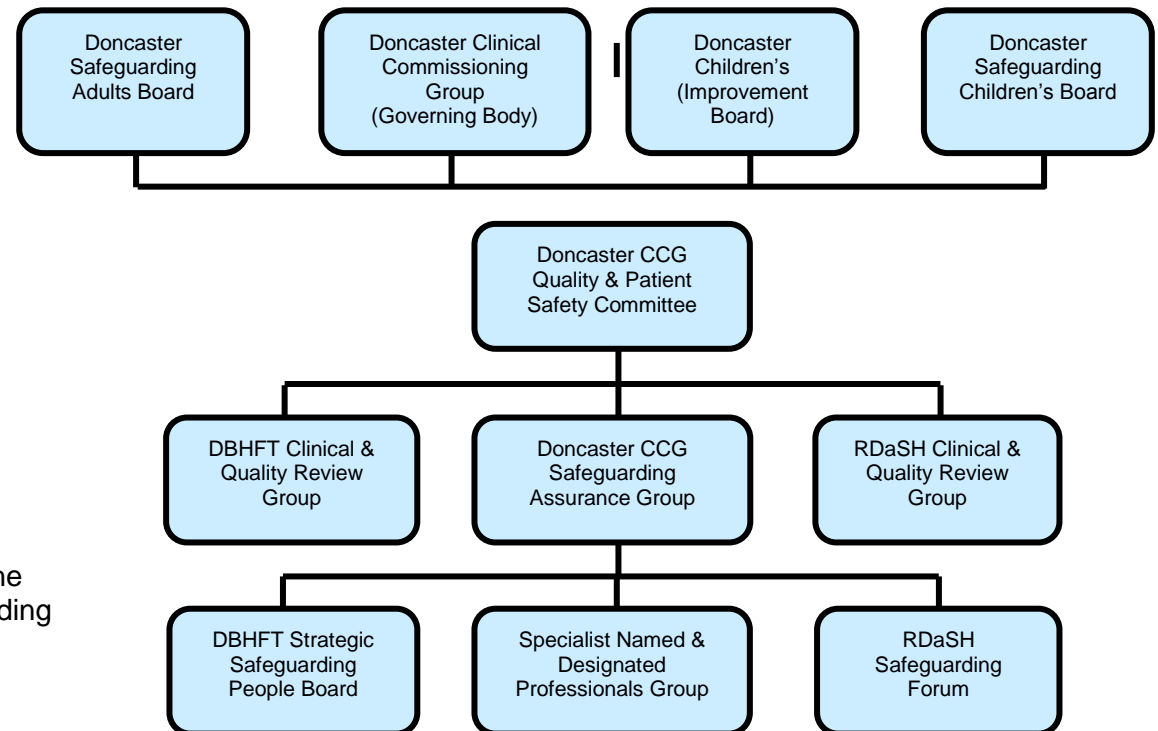 Doncaster
Safeguarding
Adults Board
Doncaster Clinical
Commissioning
Group
(Governing Body)
Doncaster
Children's
(Improvement
Board)
Doncaster
Safeguarding
Children's Board
Doncaster CCG
Quality & Patient
Safety Committee
DBHFT Clinical &
Quality Review
Group
Doncaster CCG
Safeguarding
Assurance Group
RDaSH Clinical &
Quality Review
Group
DBHFT Strategic
Safeguarding
People Board
Specialist Named &
Designated
Professionals Group
RDaSH
Safeguarding
Forum